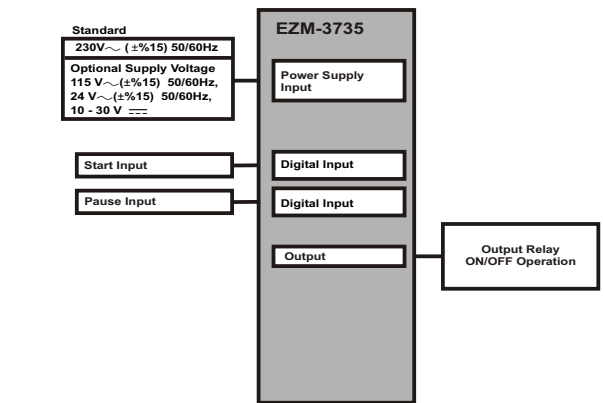 Standard
230V～ (±%15) 50/60Hz
Optional Supply Voltage
115 V～(±%15) 50/60Hz,
24 V～(±%15) 50/60Hz,
10 - 30 V ⎓
Start Input
Pause Input
EZM-3735
Power Supply
Input
Digital Input
Digital Input
Output
Output Relay
ON/OFF Operation